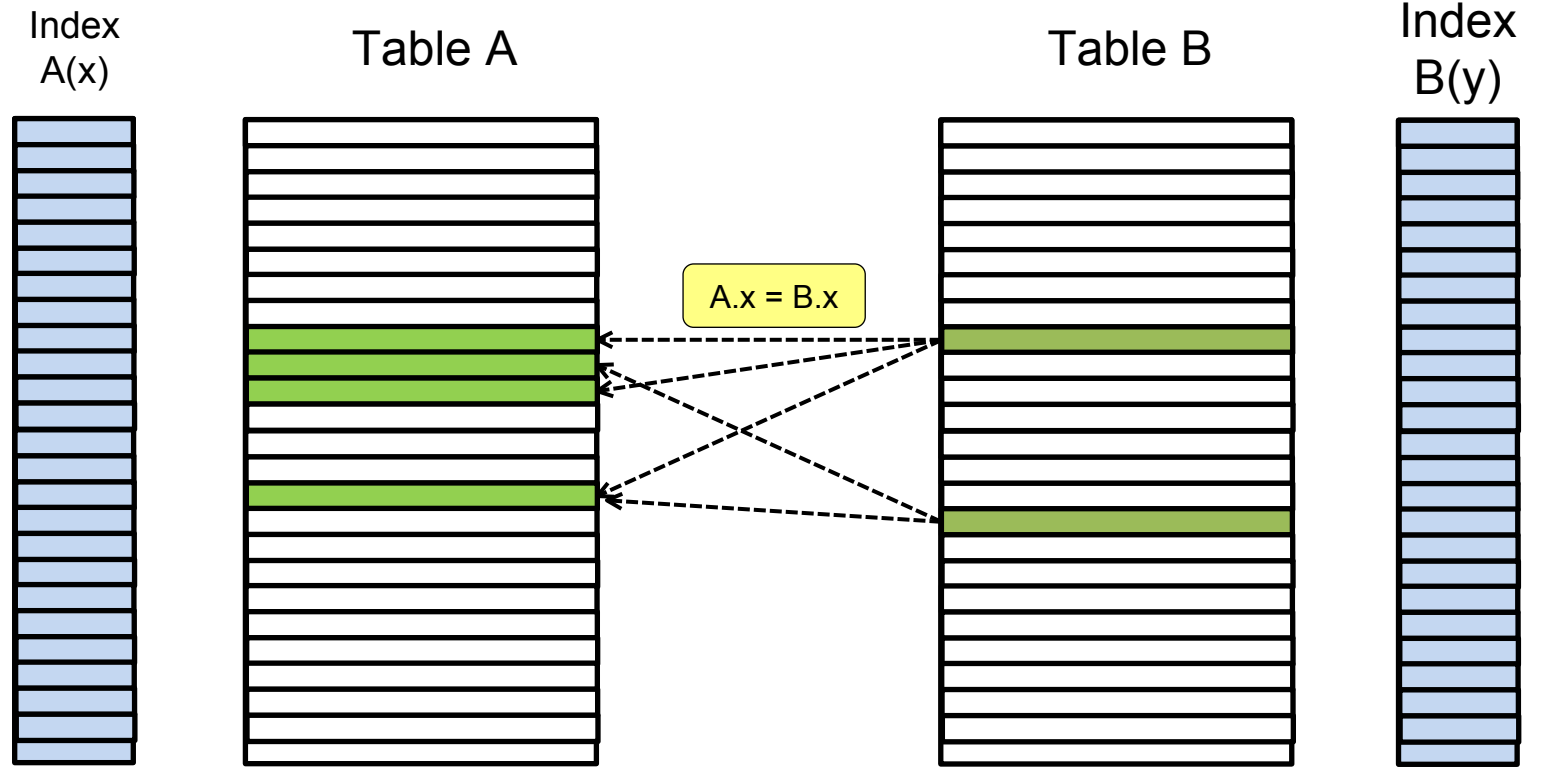 Index
A(x)
Table A
Table B
Index
B(y)
A.x = B.x